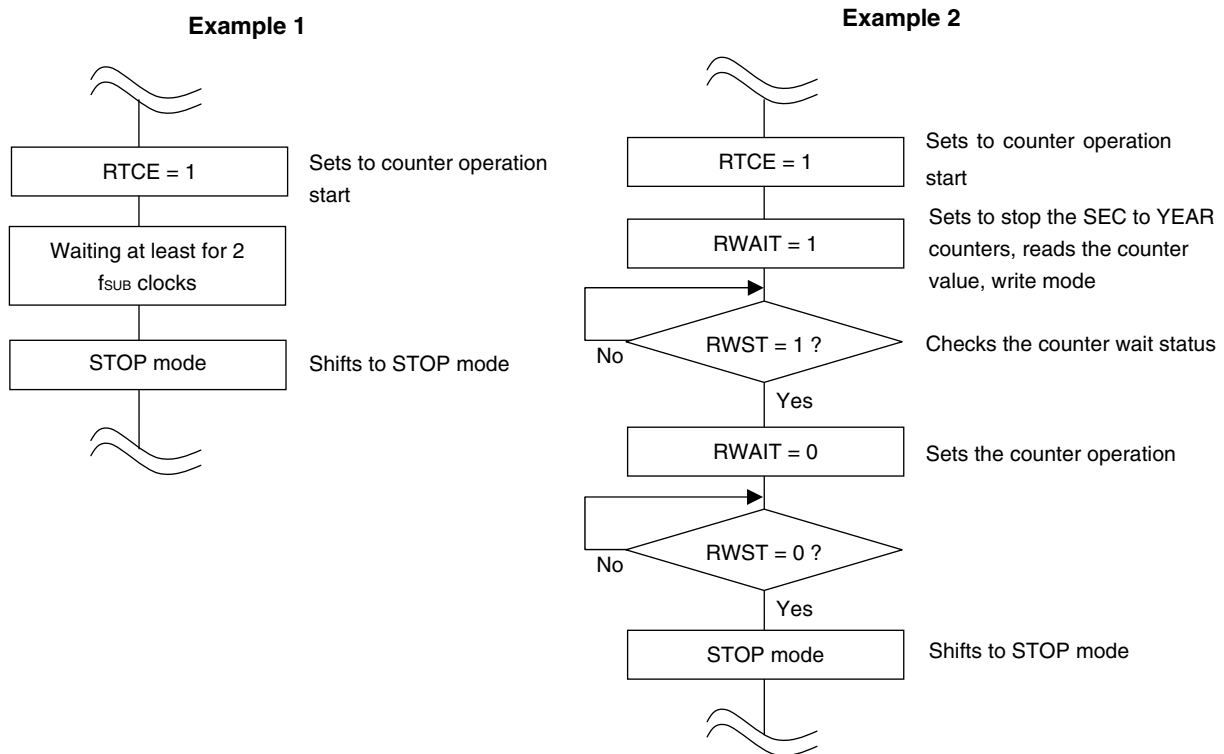 Example 1
RTCE = 1
Sets to counter operation
start
Waiting at least for 2
fSUB clocks
STOP mode
Shifts to STOP mode
Example 2
RTCE = 1
Sets to counter operation
start
RWAIT = 1
Sets to stop the SEC to YEAR
counters, reads the counter
value, write mode
RWST = 1 ?
No
Checks the counter wait status
Yes
RWAIT = 0
Sets the counter operation
RWST = 0 ?
No
Yes
STOP mode
Shifts to STOP mode